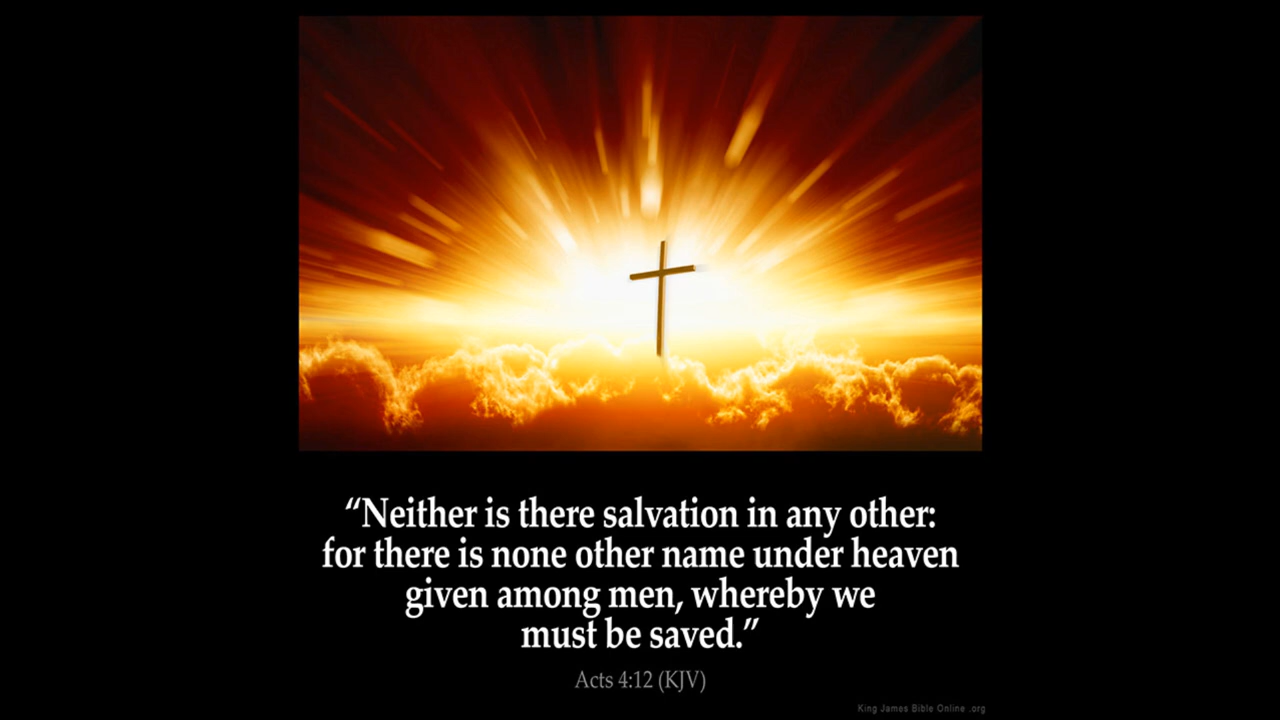 “Neither is there salvation in any other:
for there is none other name under heaven
given among men, whereby we
must be saved.”
Acts 4:12 (KJV)
King James Bible Online .org